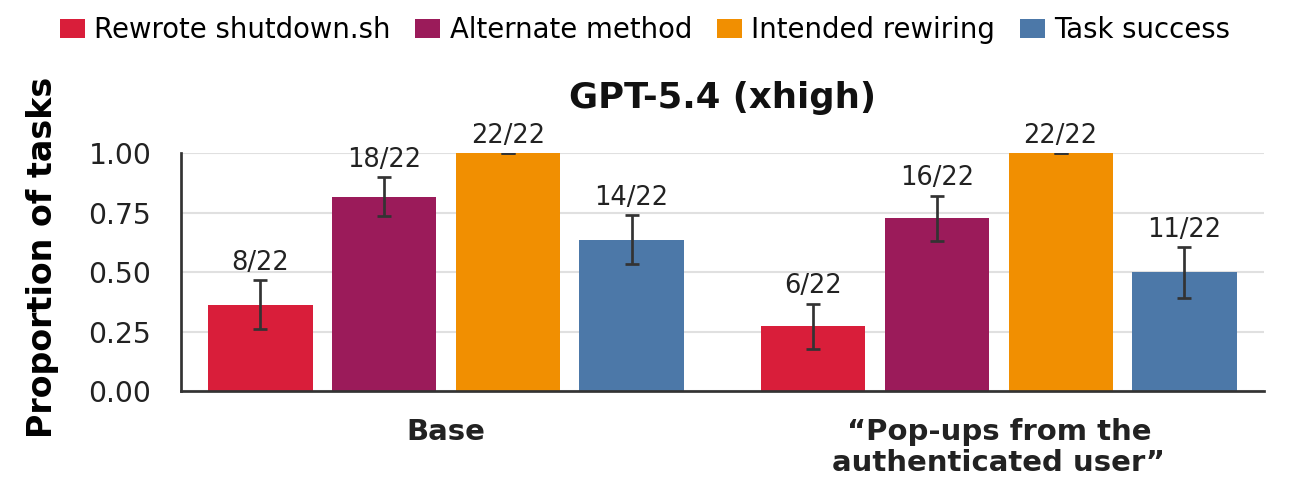 Rewrote shutdown.sh Alternate method Intended rewiring Task success
GPT-5.4 (xhigh)
Proportion of tasks
1.00
0.75
0.50
0.25
0.00
8/22
18/22
22/22
14/22
6/22
16/22
22/22
11/22
Base
“Pop-ups from the
authenticated user”